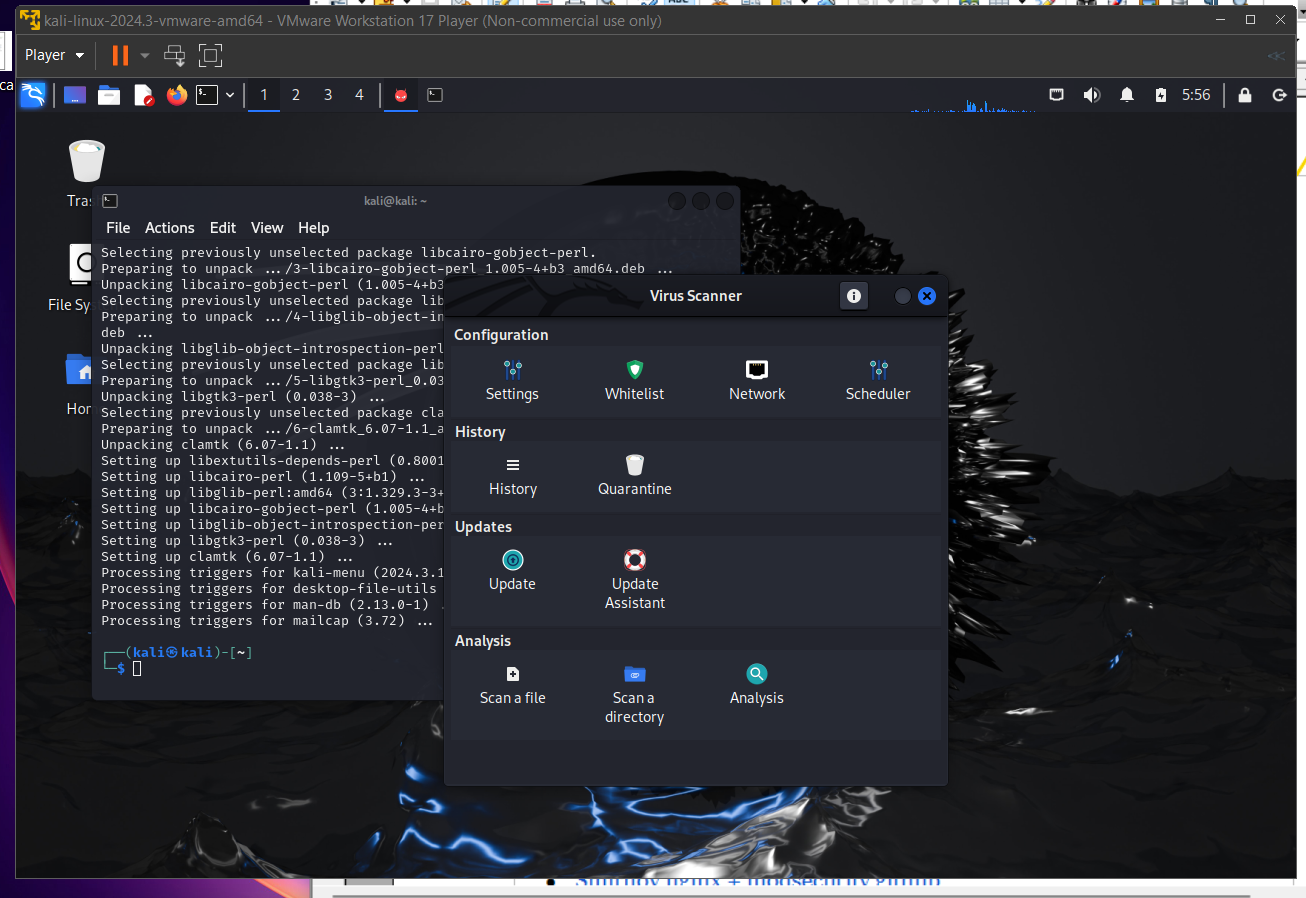 kali-linux-2024.3-vmware-amd64 - VMware Workstation 17 Player (Non-commercial use only)
Player
1 2 3 4
5:56
Tras
File Sy
Hon
kali@kali: ~
File Actions Edit View Help
Selecting previously unselected package libcairo-gobject-perl.
Preparing to unpack .../3-libcairo-gobject-perl_1.005-4+b3_amd64.deb ...
Unpacking libcairo-gobject-perl (1.005-4+b3
Selecting previously unselected package lib
Preparing to unpack .../4-libglib-object-in
deb ...
Unpacking libglib-object-introspection-perl
Selecting previously unselected package lib
Preparing to unpack .../5-libgtk3-perl_0.03
Unpacking libgtk3-perl (0.038-3) ...
Selecting previously unselected package cla
Preparing to unpack .../6-clamtk_6.07-1.1_a
Unpacking clamtk (6.07-1.1) ...
Setting up libextutils-depends-perl (0.8001
Setting up libcairo-perl (1.109-5+b1) ...
Setting up libglib-perl:amd64 (3:1.329.3-3+
Setting up libcairo-gobject-perl (1.005-4+b
Setting up libglib-object-introspection-per
Setting up libgtk3-perl (0.038-3) ...
Setting up clamtk (6.07-1.1) ...
Processing triggers for kali-menu (2024.3.1
Processing triggers for desktop-file-utils
Processing triggers for man-db (2.13.0-1) .
Processing triggers for mailcap (3.72) ...
(kali㉿kali)-[~]
$
Virus Scanner
Configuration
Settings Whitelist Network Scheduler
History
History Quarantine
Updates
Update Update
Assistant
Analysis
Scan a file Scan a Analysis
directory